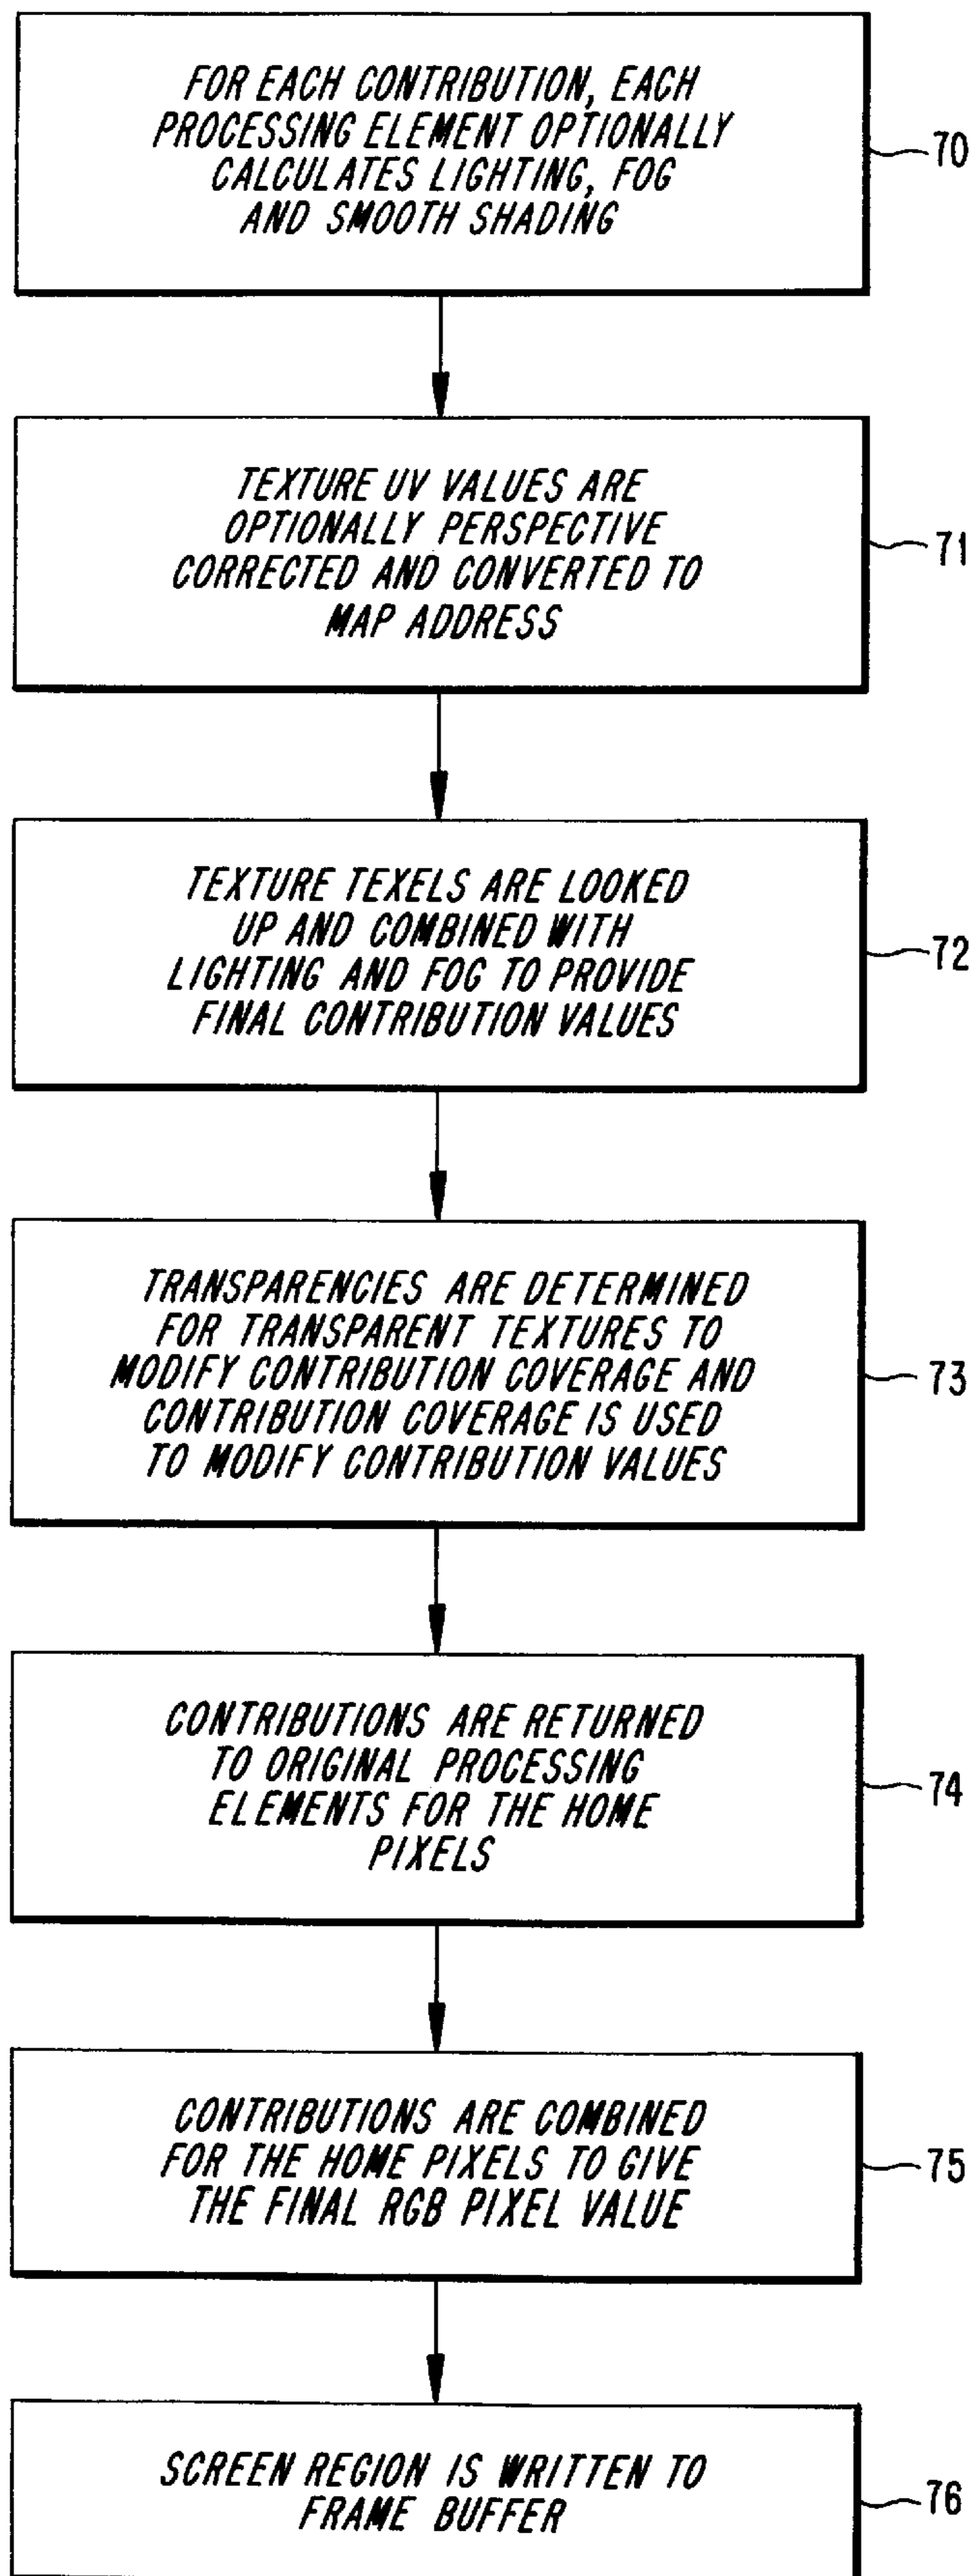 FOR EACH CONTRIBUTION, EACH
PROCESSING ELEMENT OPTIONALLY
CALCULATES LIGHTING, FOG
AND SMOOTH SHADING
70
TEXTURE UV VALUES ARE
OPTIONALLY PERSPECTIVE
CORRECTED AND CONVERTED TO
MAP ADDRESS
71
TEXTURE TEXELS ARE LOOKED
UP AND COMBINED WITH
LIGHTING AND FOG TO PROVIDE
FINAL CONTRIBUTION VALUES
72
TRANSPARENCIES ARE DETERMINED
FOR TRANSPARENT TEXTURES TO
MODIFY CONTRIBUTION COVERAGE AND
CONTRIBUTION COVERAGE IS USED
TO MODIFY CONTRIBUTION VALUES
73
CONTRIBUTIONS ARE RETURNED
TO ORIGINAL PROCESSING
ELEMENTS FOR THE HOME
PIXELS
74
CONTRIBUTIONS ARE COMBINED
FOR THE HOME PIXELS TO GIVE
THE FINAL RGB PIXEL VALUE
75
SCREEN REGION IS WRITTEN TO
FRAME BUFFER
76